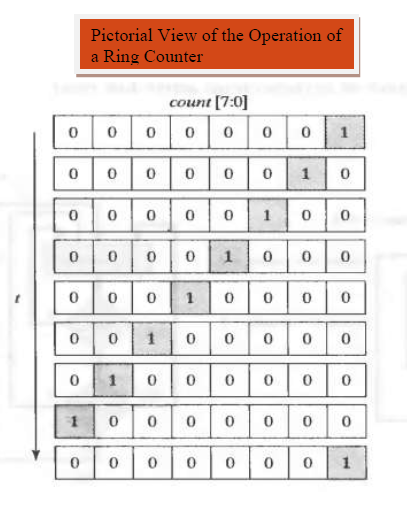 Pictorial View of the Operation of
a Ring Counter
count [7:0]
0 0 0 0 0 0 0 1
0 0 0 0 0 0 1 0
0 0 0 0 0 1 0 0
0 0 0 0 1 0 0 0
t
0 0 0 1 0 0 0 0
0 0 1 0 0 0 0 0
0 1 0 0 0 0 0 0
1 0 0 0 0 0 0 0
0 0 0 0 0 0 0 1